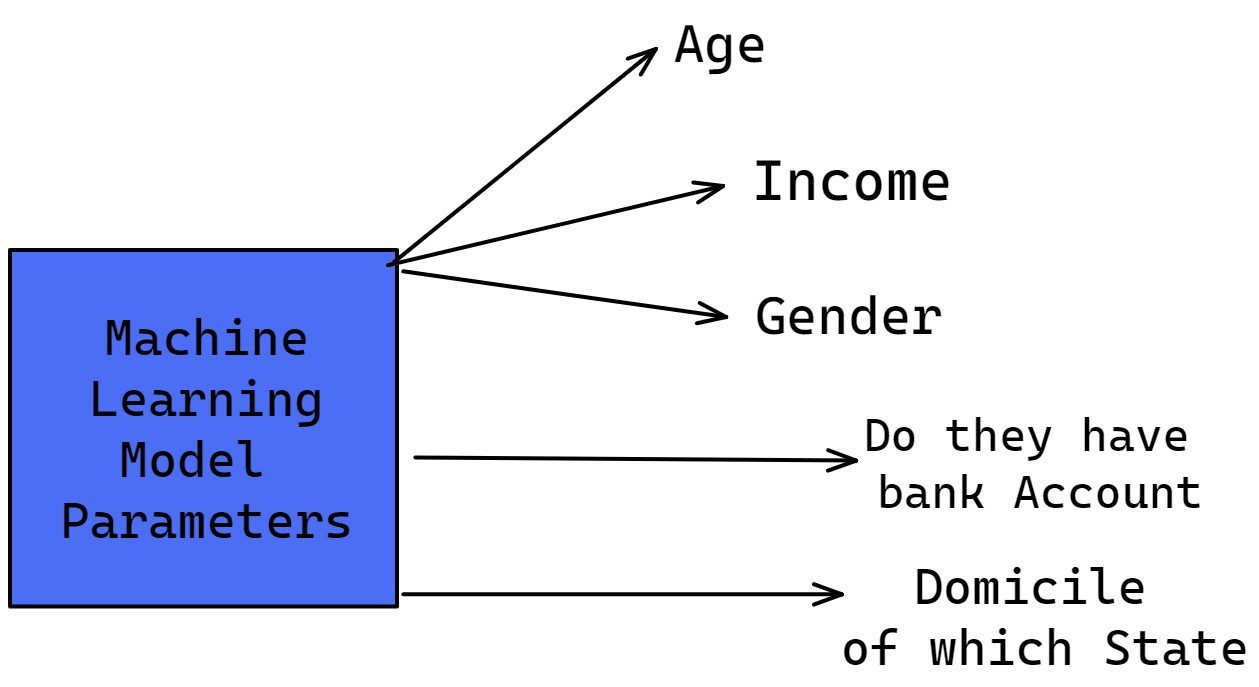 Age
Income
Gender
Machine
Learning
Model
Parameters
Do they have
bank Account
Domicile
of which State